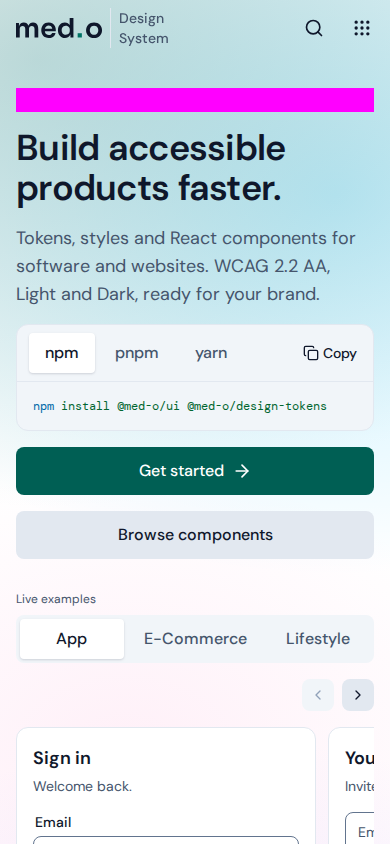 med.o
Design
System
Build accessible
products faster.
Tokens, styles and React components for
software and websites. WCAG 2.2 AA,
Light and Dark, ready for your brand.
npm pnpm yarn Copy
npm install @med-o/ui @med-o/design-tokens
Get started
Browse components
Live examples
App E-Commerce Lifestyle
Sign in
Welcome back.
Email